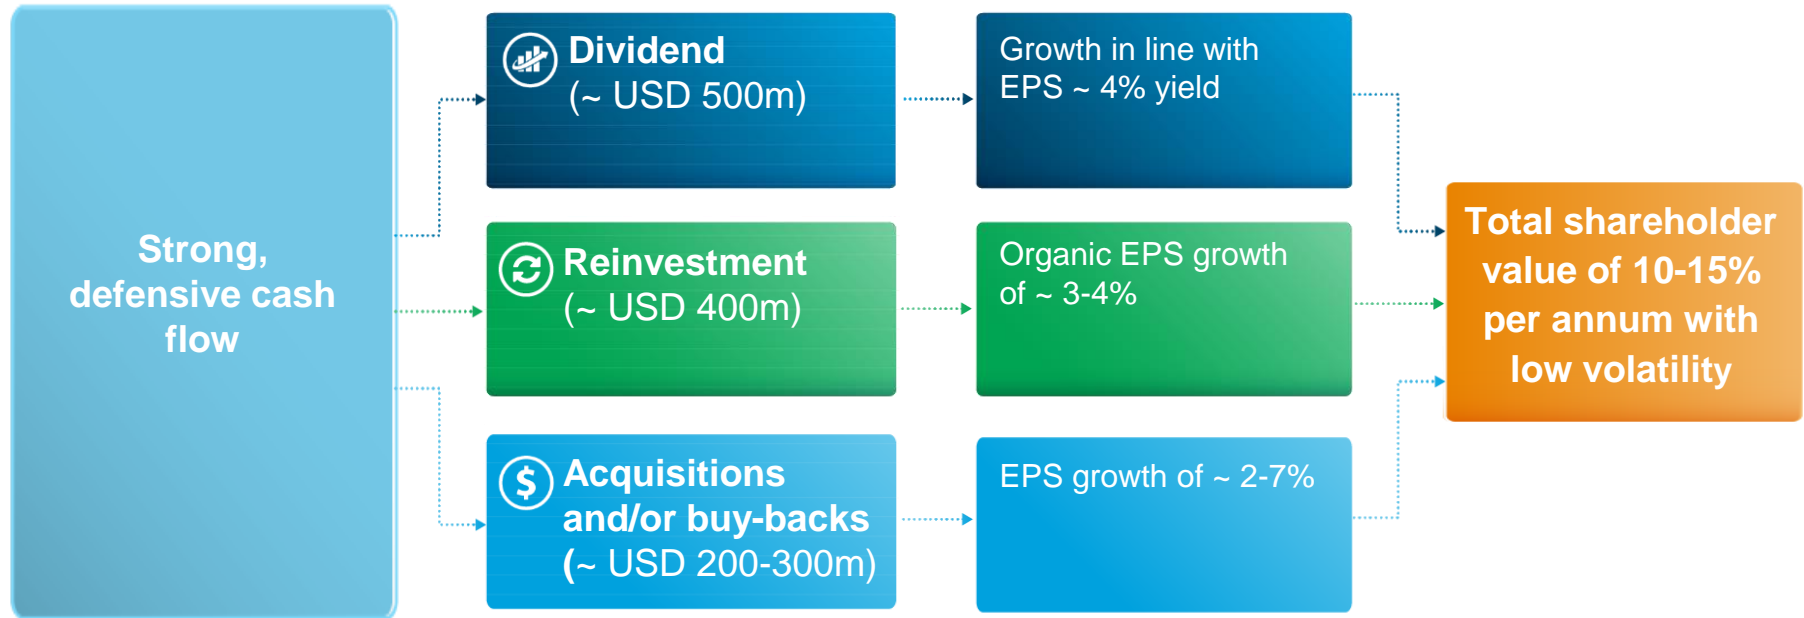 Strong,
defensive cash
flow
Dividend
(~ USD 500m)
Growth in line with
EPS ~ 4% yield
Reinvestment
(~ USD 400m)
Organic EPS growth
of ~ 3-4%
Acquisitions
and/or buy-backs
(~ USD 200-300m)
EPS growth of ~ 2-7%
Total shareholder
value of 10-15%
per annum with
low volatility